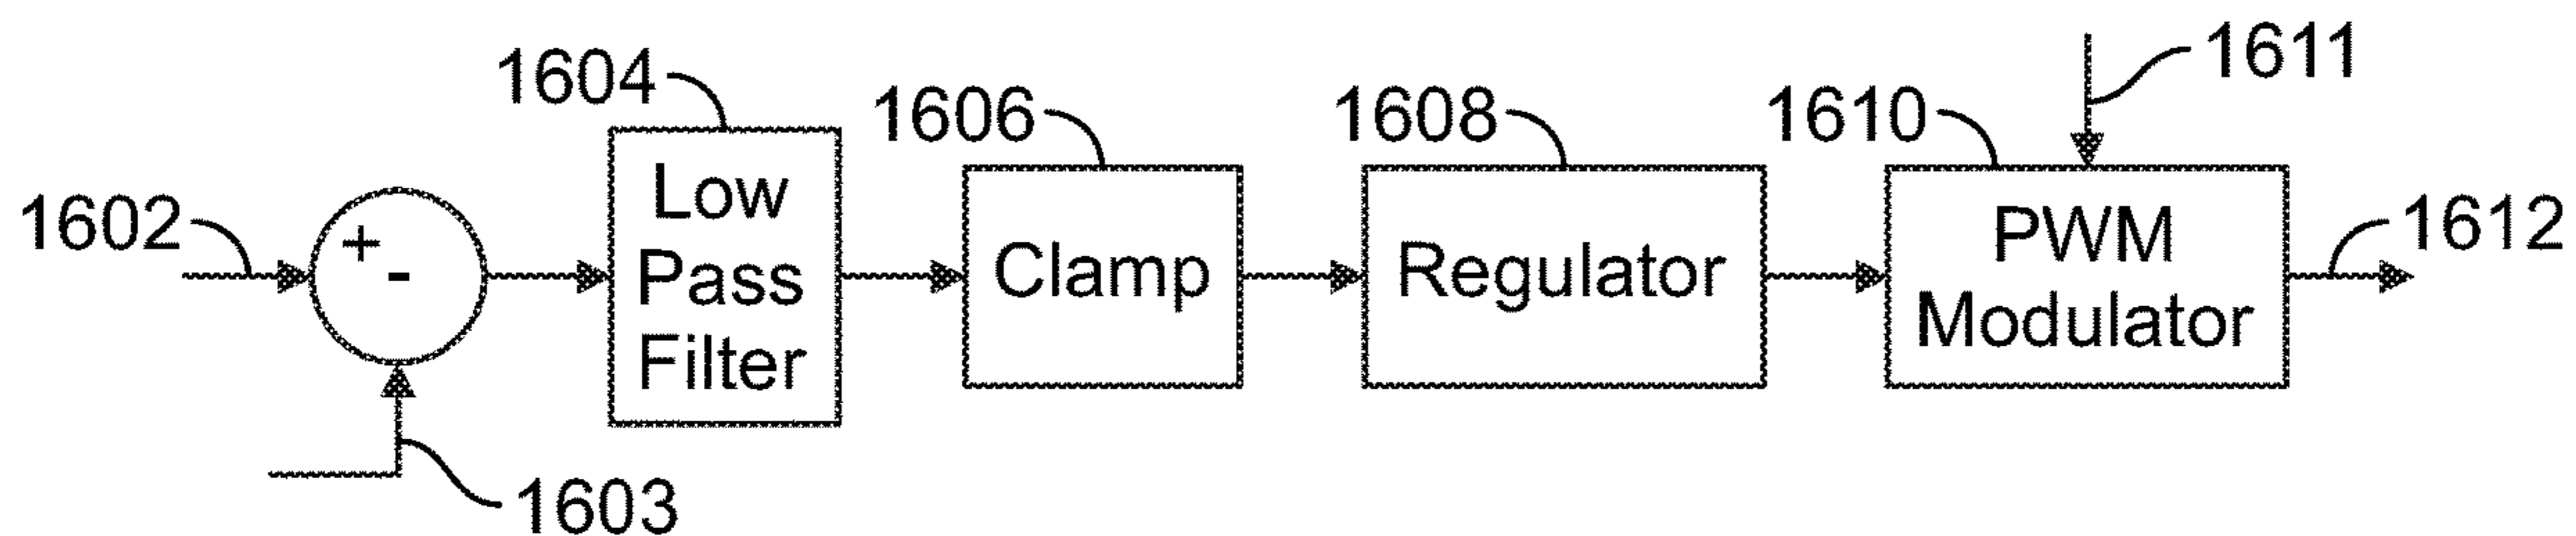 1602
+
-
1603
1604
Low
Pass
Filter
1606
Clamp
1608
Regulator
1610
PWM
Modulator
1611
1612